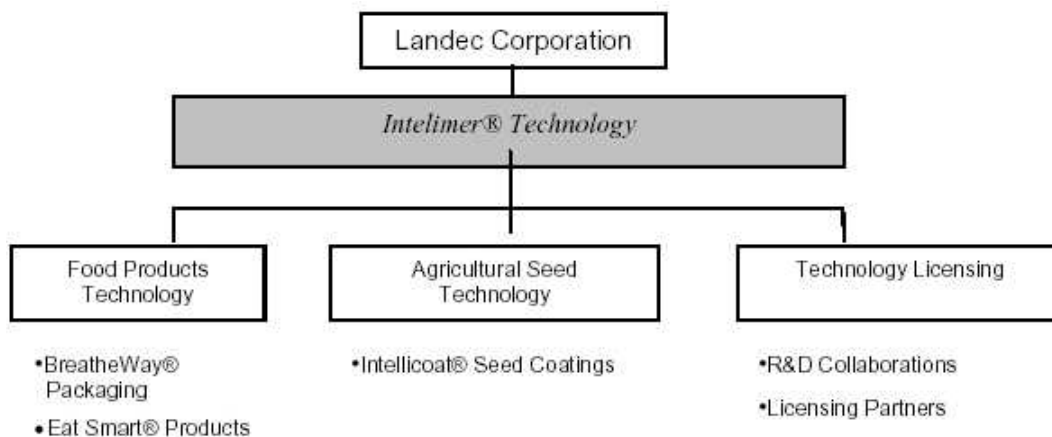 Landec Corporation
Intelimer® Technology
Food Products
Technology
•BreatheWay®
Packaging
• Eat Smart® Products
Agricultural Seed
Technology
•Intellicoat® Seed Coatings
Technology Licensing
•R&D Collaborations
•Licensing Partners